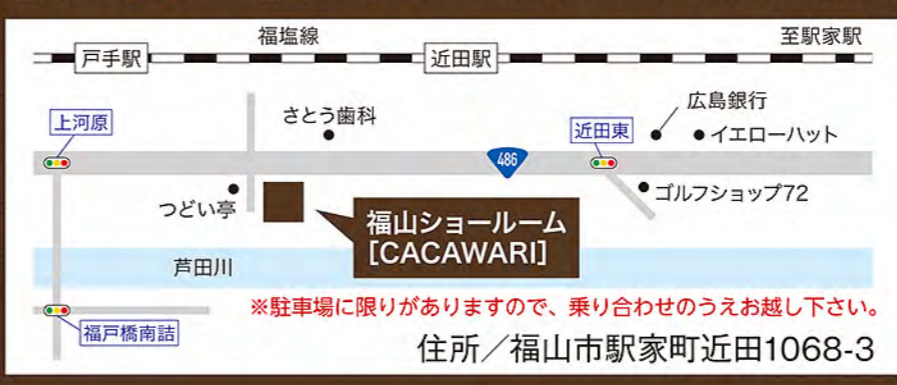 福塩線
至駅家駅
戸手駅
近田駅
広島銀行
さとう歯科
上河原
近田東
イエローハット
486
ゴルフショップ72
つどい亭
福山ショールーム
[CACAWARI]
芦田川
※駐車場に限りがありますので、乗り合わせのうえお越し下さい。
福戸橋南詰
住所／福山市駅家町近田1068-3